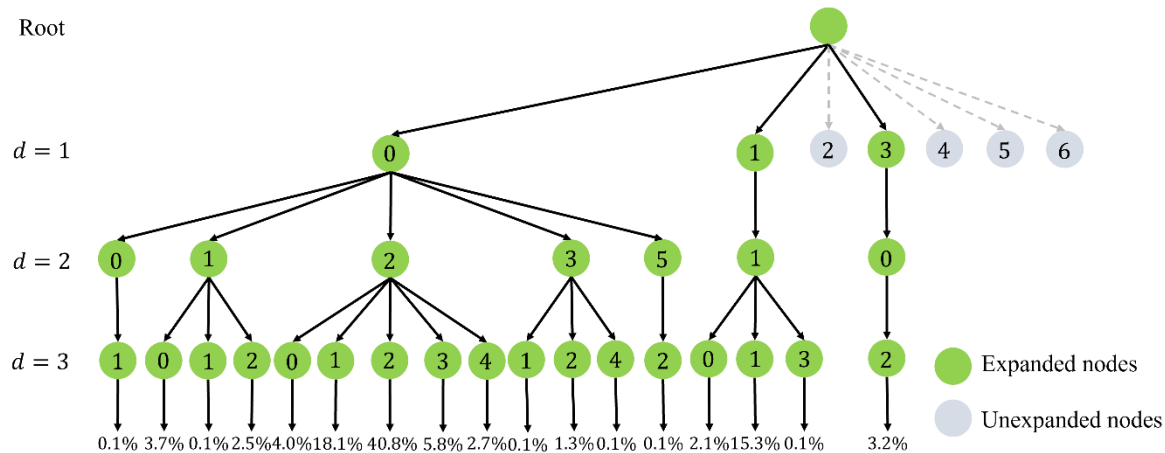 Root
d = 1
0 1 2 3 4 5 6
d = 2
0 1 2 3 5 1 0
d = 3
1 0 1 2 0 1 2 3 4 1 2 4 2 0 1 3 2
Expanded nodes
Unexpanded nodes
0.1% 3.7% 0.1% 2.5% 4.0% 18.1% 40.8% 5.8% 2.7% 0.1% 1.3% 0.1% 0.1% 2.1% 15.3% 0.1% 3.2%